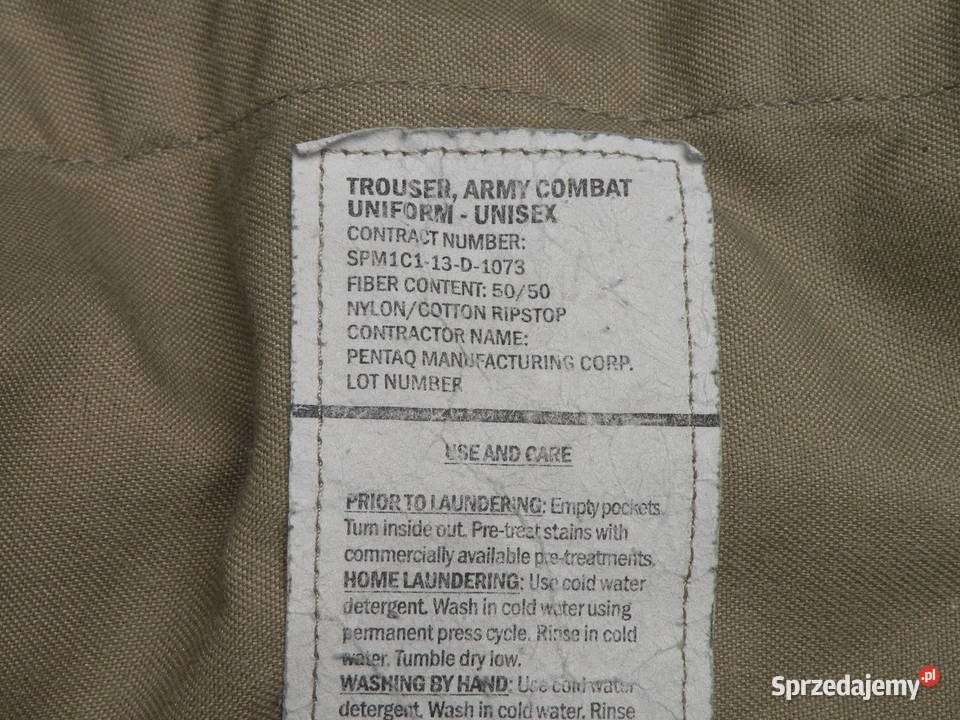 TROUSER, ARMY COMBAT
UNIFORM - UNISEX
CONTRACT NUMBER:
SPM1C1-13-D-1073
FIBER CONTENT: 50/50
NYLON/COTTON RIPSTOP
CONTRACTOR NAME:
PENTAQ MANUFACTURING CORP.
LOT NUMBER
USE AND CARE
PRIOR TO LAUNDERING: Empty pockets.
Turn inside out. Pre-treat stains with
commercially available pre-treatments.
HOME LAUNDERING: Use cold water
detergent. Wash in cold water using
permanent press cycle. Rinse in cold
water. Tumble dry low.
WASHING BY HAND: Use cold water
detergent. Wash in cold water. Rinse
Sprzedajemy.pl